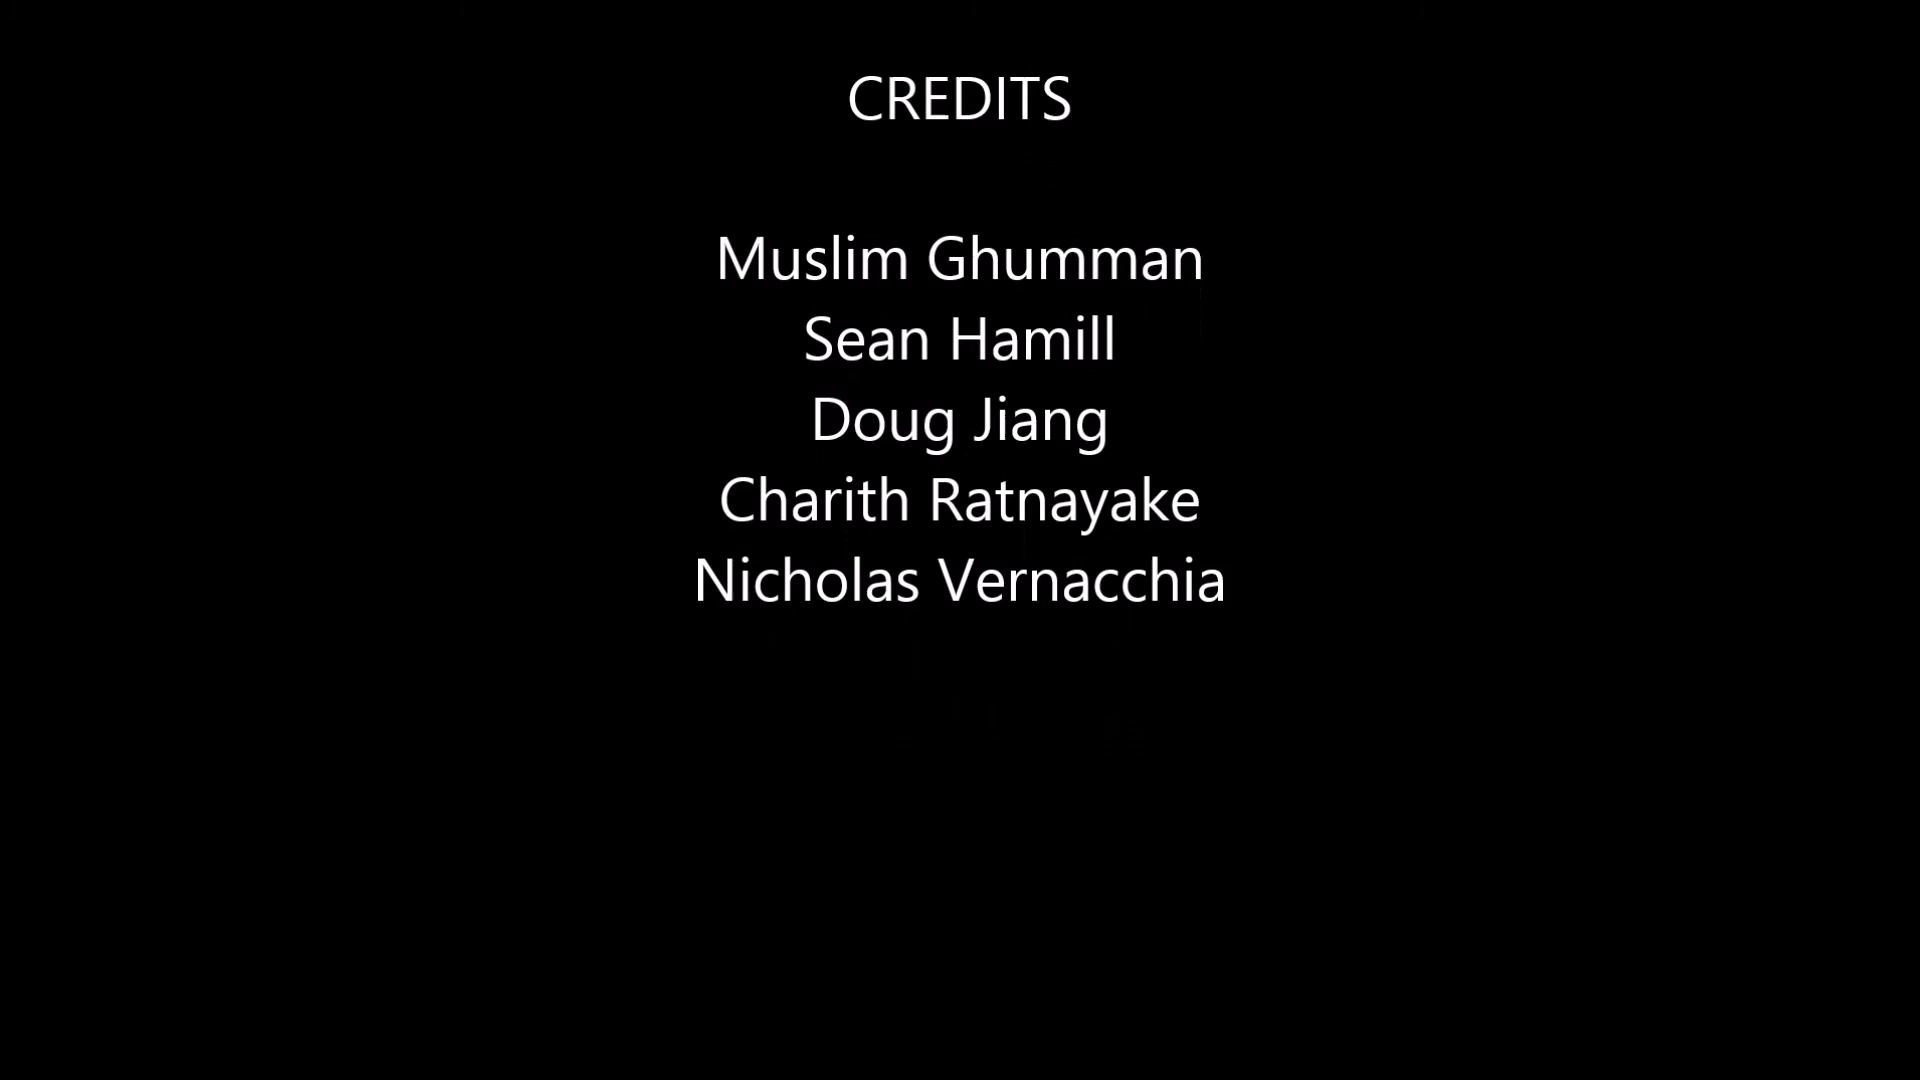 CREDITS
Muslim Ghumman
Sean Hamill
Doug Jiang
Charith Ratnayake
Nicholas Vernacchia